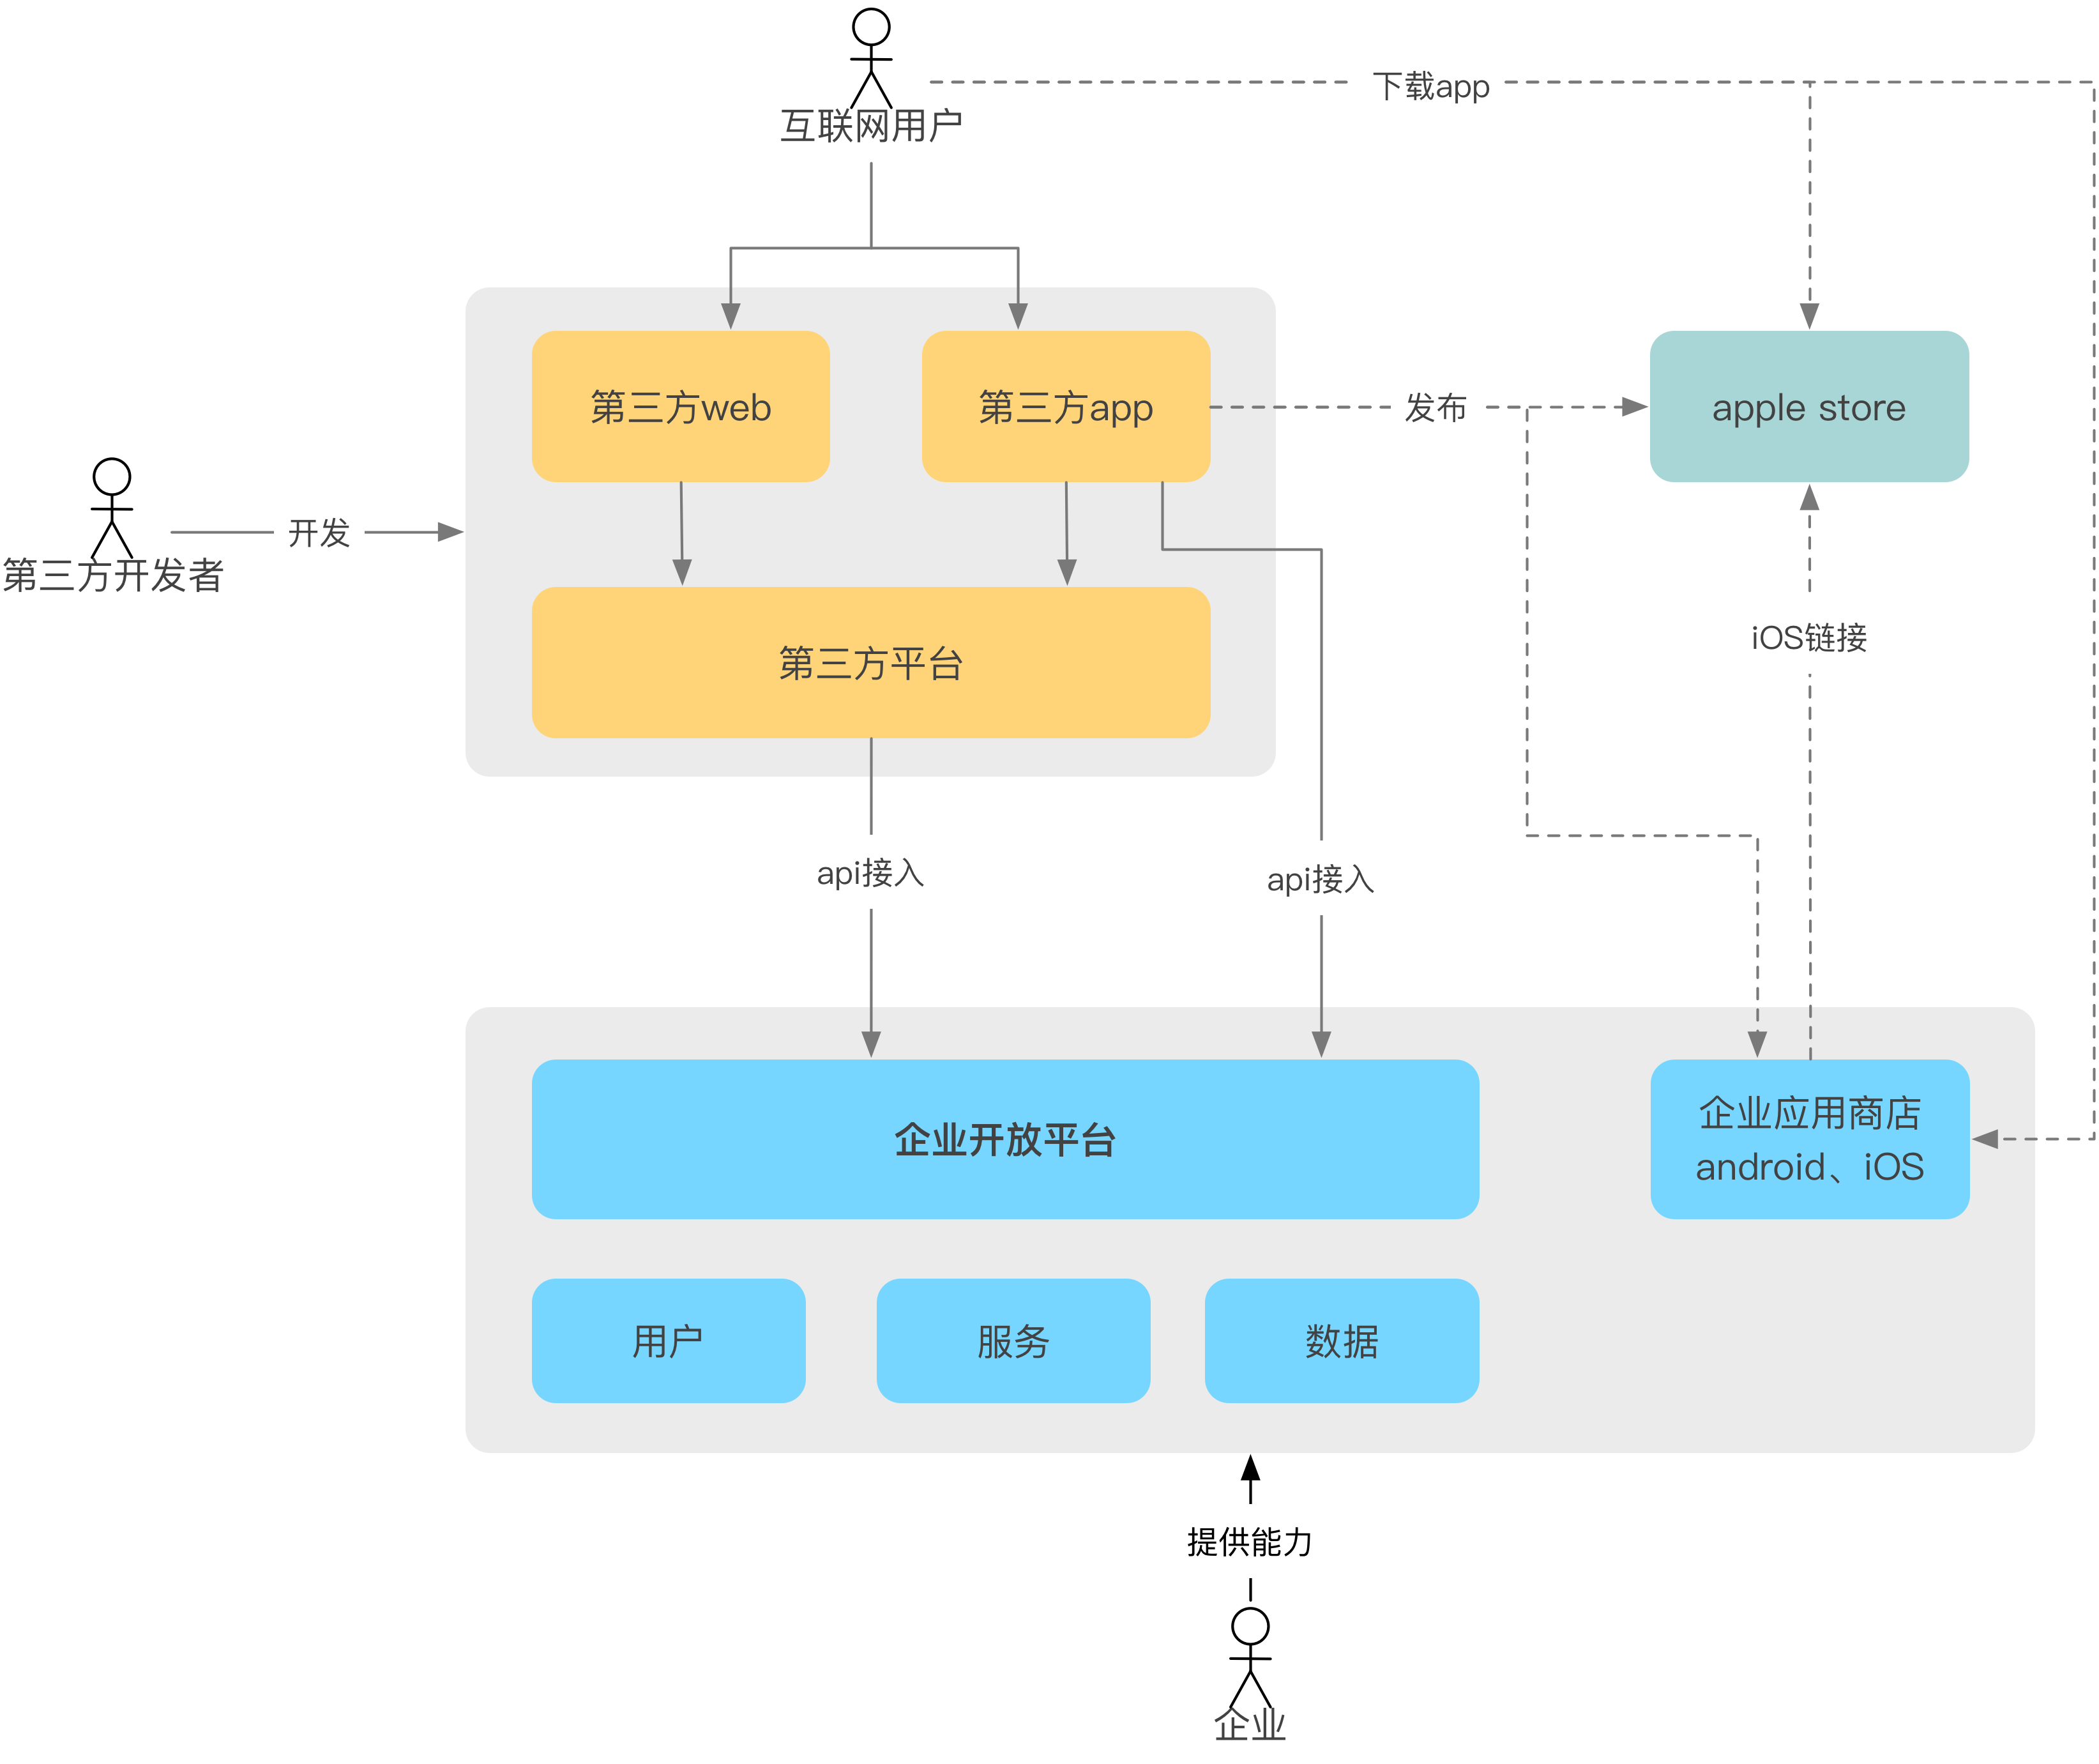 下载app
互联网用户
第三方web
第三方app
发布
apple store
开发
第三方开发者
iOS链接
第三方平台
api接入
api接入
企业开放平台
企业应用商店
android、iOS
用户
服务
数据
提供能力
企业